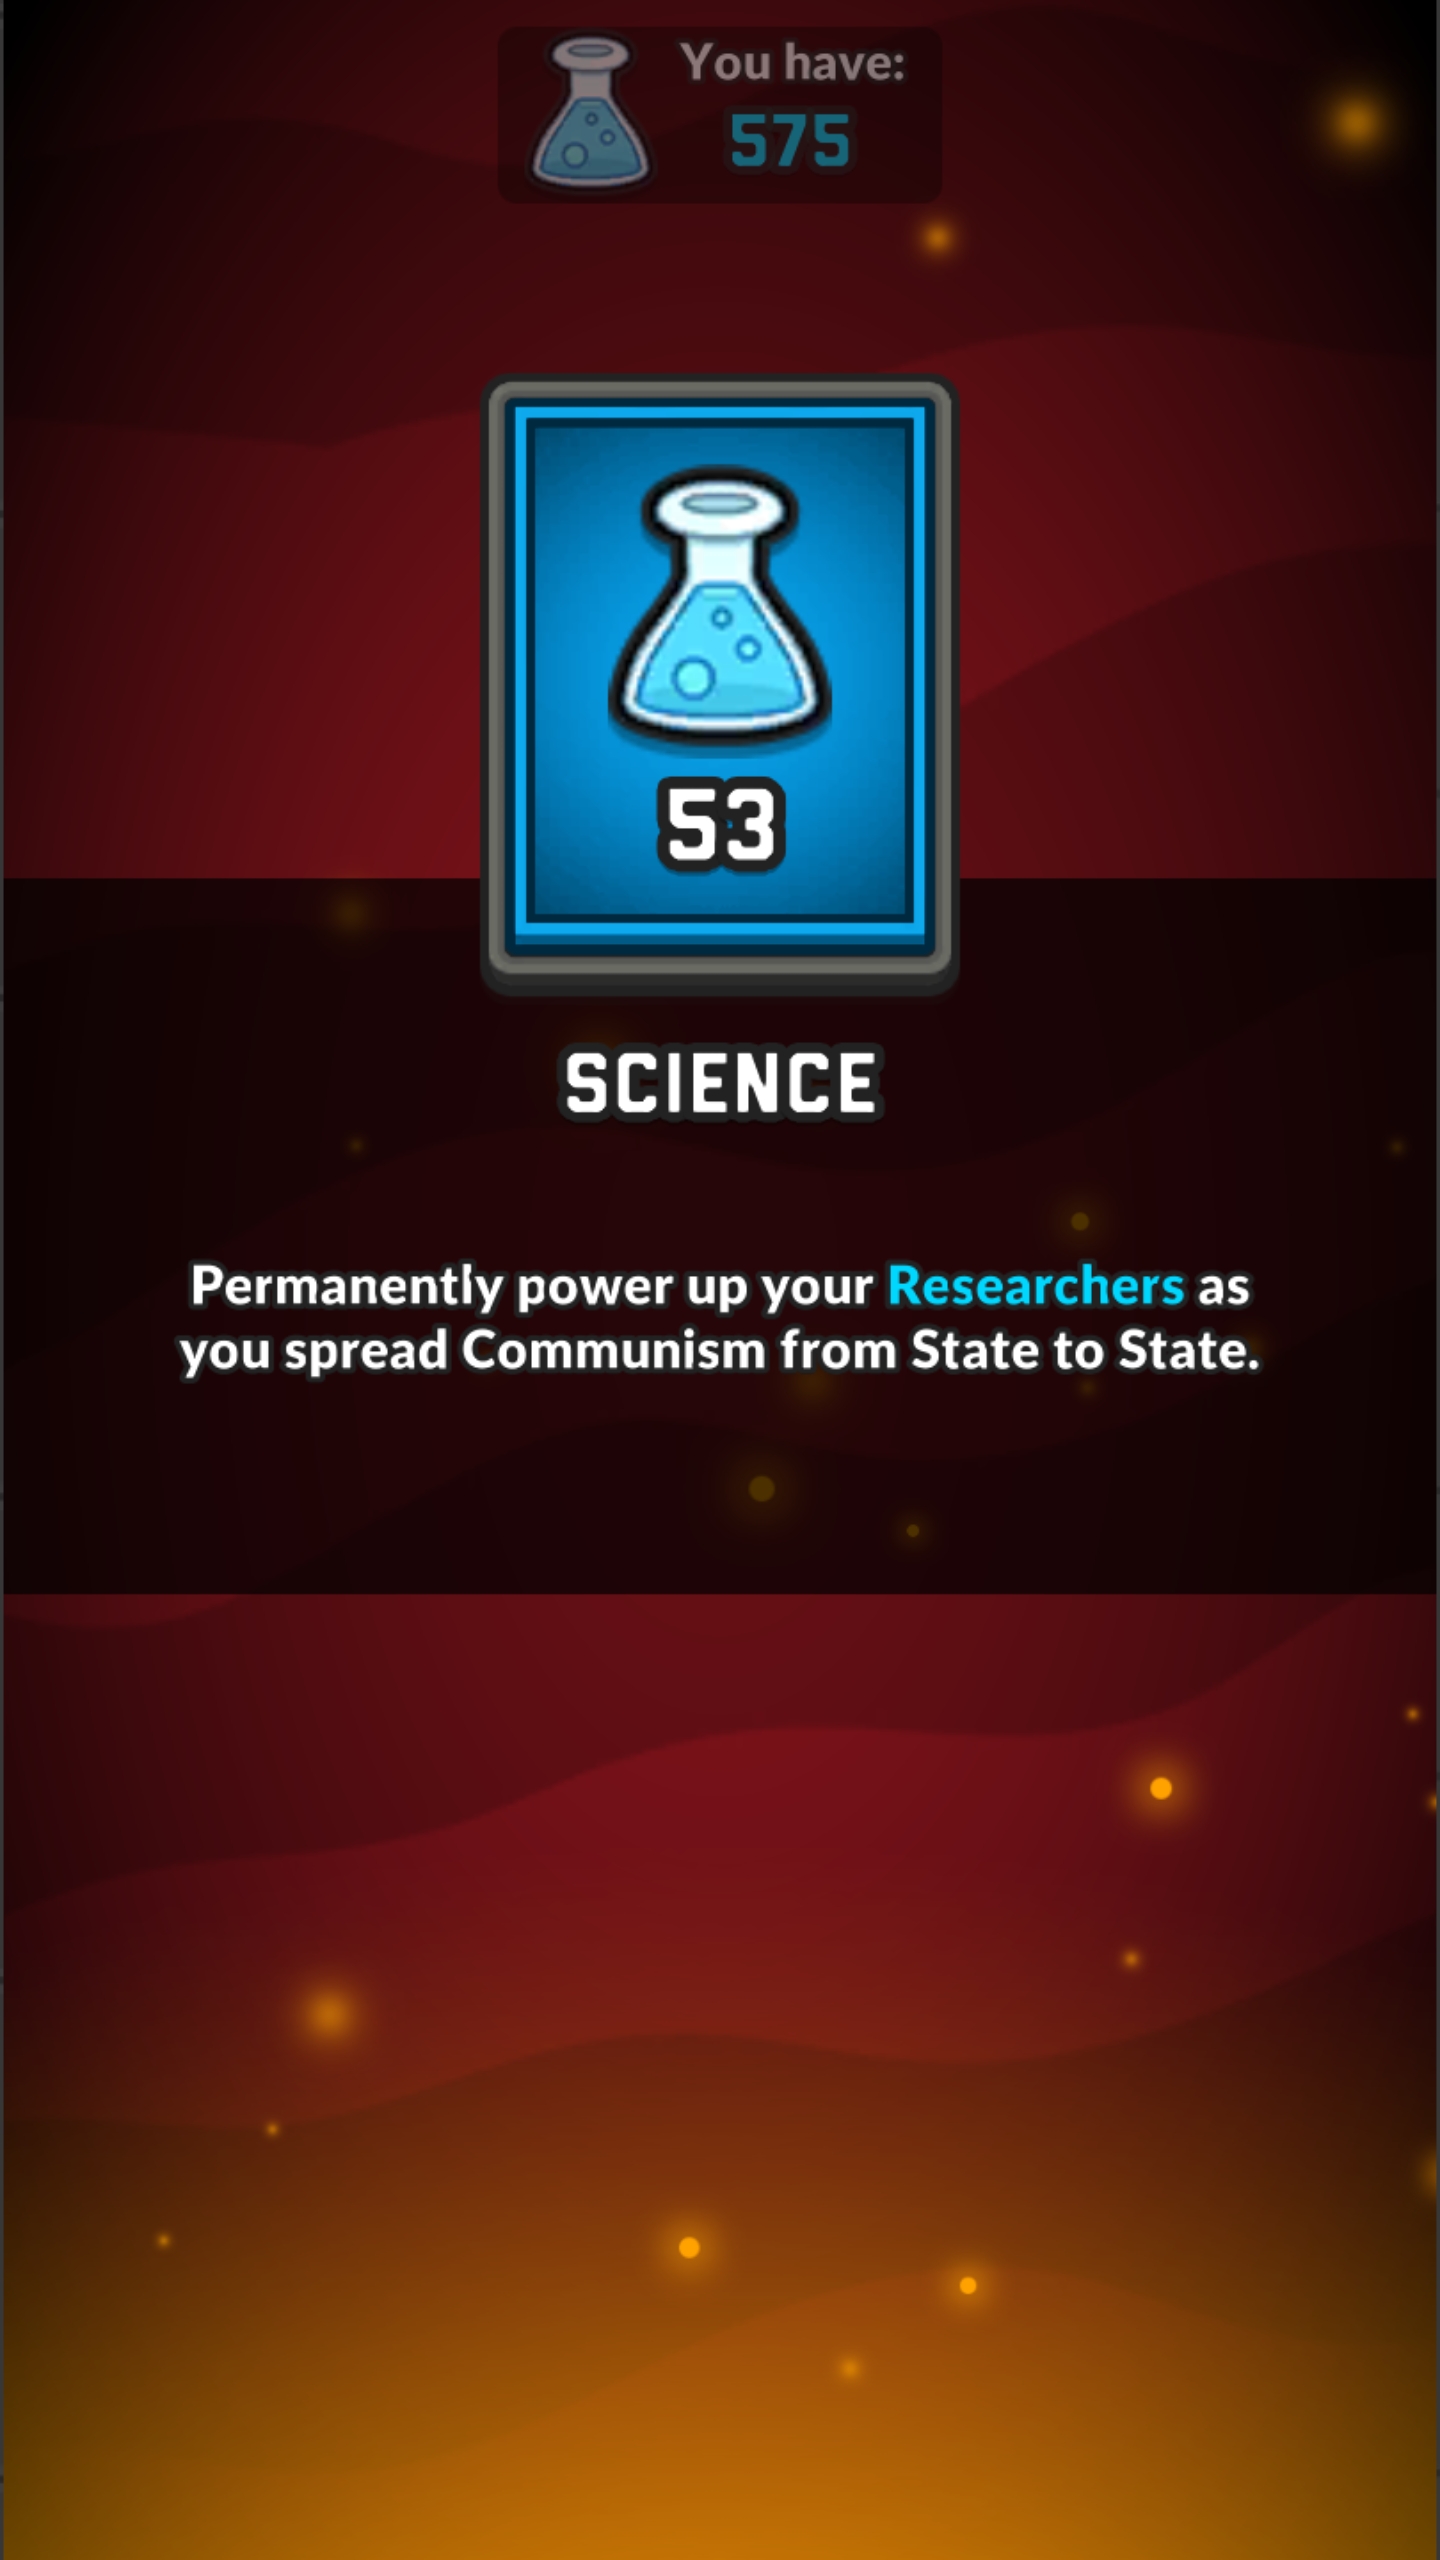 You have:
575
53
SCIENCE
Permanently power up your Researchers as
you spread Communism from State to State.